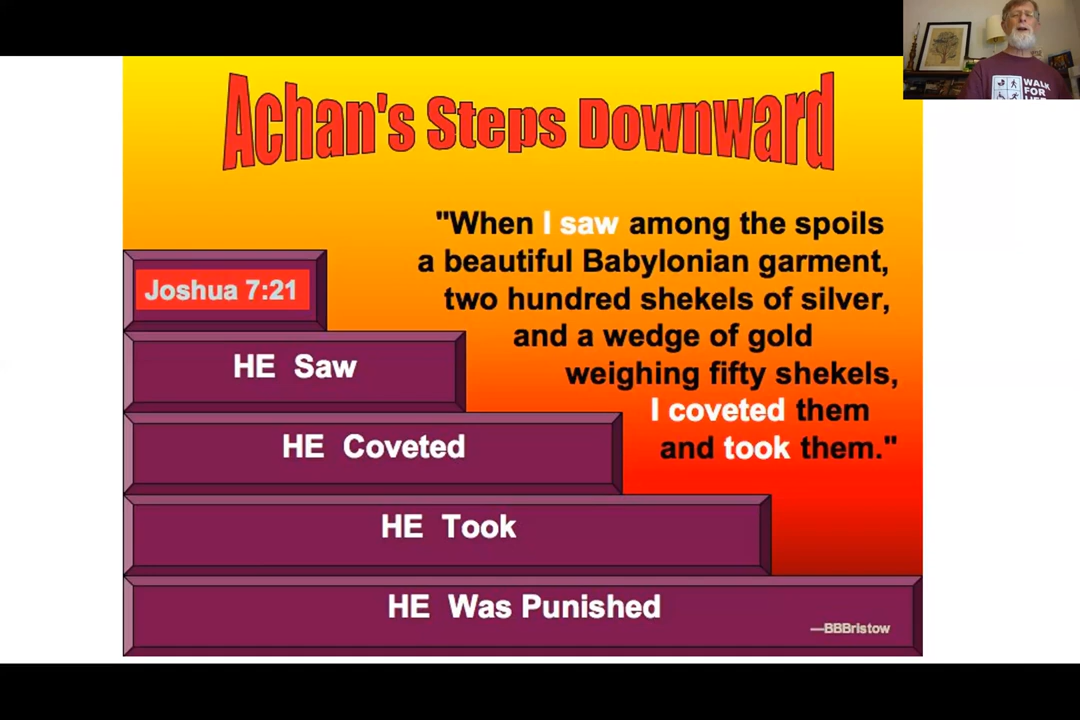 Achan's Steps Downward
"When I saw among the spoils
a beautiful Babylonian garment,
two hundred shekels of silver,
and a wedge of gold
weighing fifty shekels,
I coveted them
and took them."
Joshua 7:21
HE Saw
HE Coveted
HE Took
HE Was Punished
—BBBristow
WALK
FOR